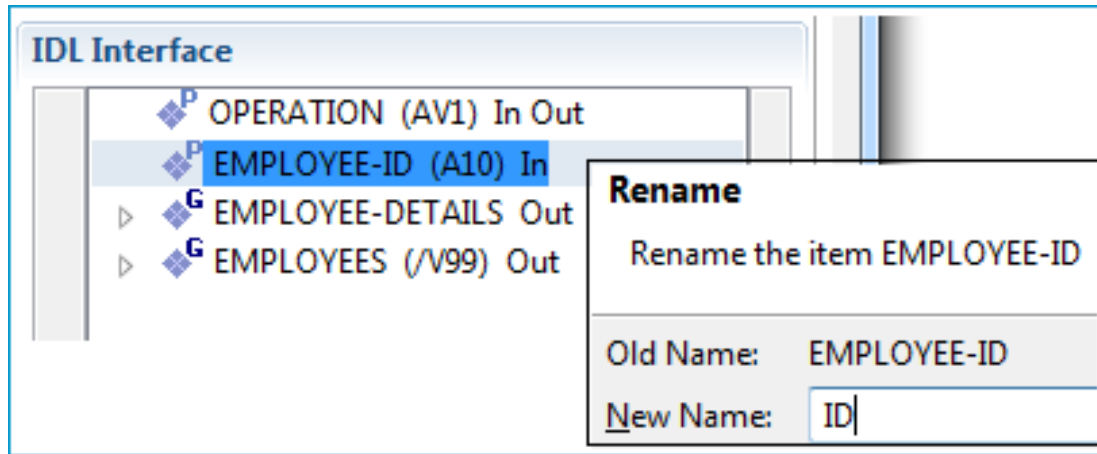 IDL Interface
P OPERATION (AV1) In Out
P EMPLOYEE-ID (A10) In
G EMPLOYEE-DETAILS Out
G EMPLOYEES (/V99) Out
Rename
Rename the item EMPLOYEE-ID
Old Name: EMPLOYEE-ID
New Name: ID